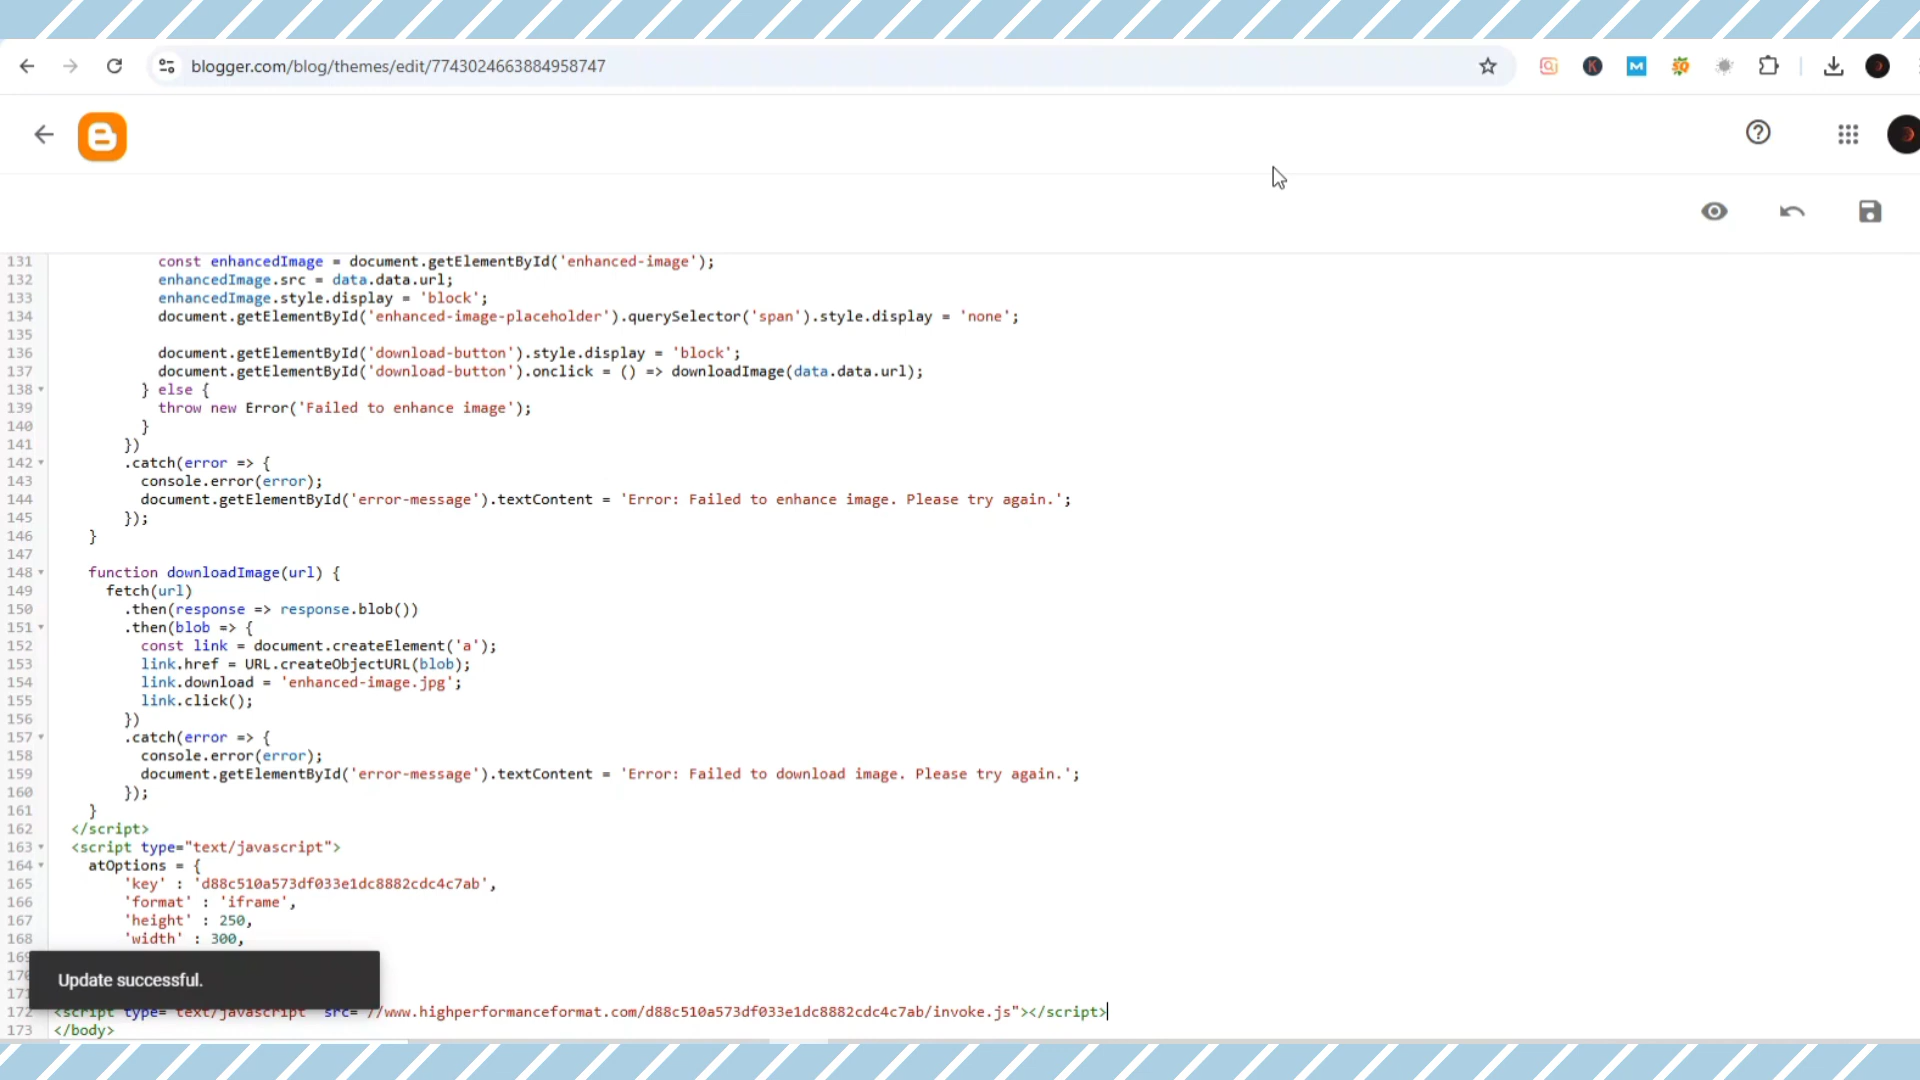 blogger.com/blog/themes/edit/7743024663884958747
131 const enhancedImage = document.getElementById('enhanced-image');
132 enhancedImage.src = data.data.url;
133 enhancedImage.style.display = 'block';
134 document.getElementById('enhanced-image-placeholder').querySelector('span').style.display = 'none';
135
136 document.getElementById('download-button').style.display = 'block';
137 document.getElementById('download-button').onclick = () => downloadImage(data.data.url);
138 } else {
139 throw new Error('Failed to enhance image');
140 }
141 })
142 .catch(error => {
143 console.error(error);
144 document.getElementById('error-message').textContent = 'Error: Failed to enhance image. Please try again.';
145 });
146 }
147
148 function downloadImage(url) {
149 fetch(url)
150 .then(response => response.blob())
151 .then(blob => {
152 const link = document.createElement('a');
153 link.href = URL.createObjectURL(blob);
154 link.download = 'enhanced-image.jpg';
155 link.click();
156 })
157 .catch(error => {
158 console.error(error);
159 document.getElementById('error-message').textContent = 'Error: Failed to download image. Please try again.';
160 });
161 }
162 </script>
163 <script type="text/javascript">
164 atOptions = {
165 'key' : 'd88c510a573df033e1dc8882cdc4c7ab',
166 'format' : 'iframe',
167 'height' : 250,
168 'width' : 300,
169
170
171
Update successful.
172 <script type="text/javascript" src="//www.highperformanceformat.com/d88c510a573df033e1dc8882cdc4c7ab/invoke.js"></script>
173 </body>